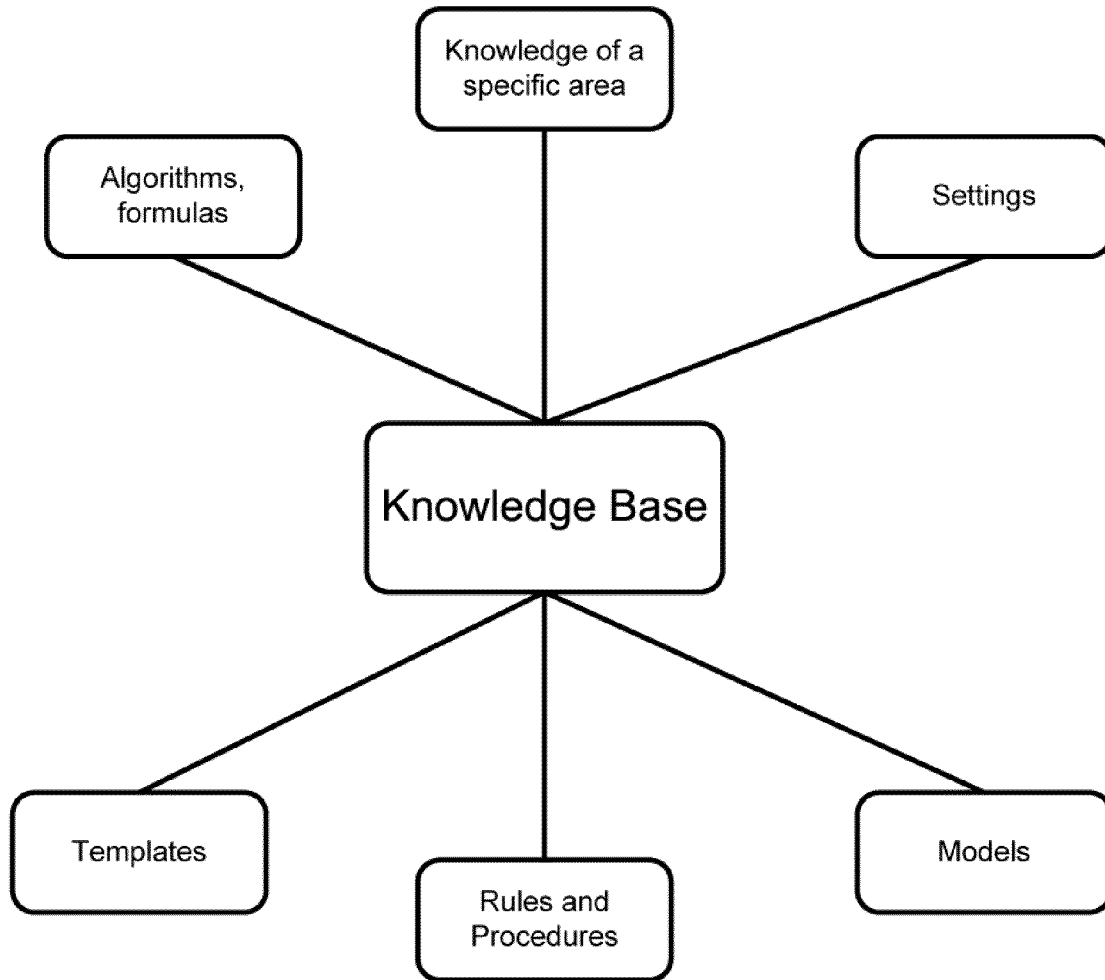 Knowledge of a
specific area
Algorithms,
formulas
Settings
Knowledge Base
Templates
Models
Rules and
Procedures